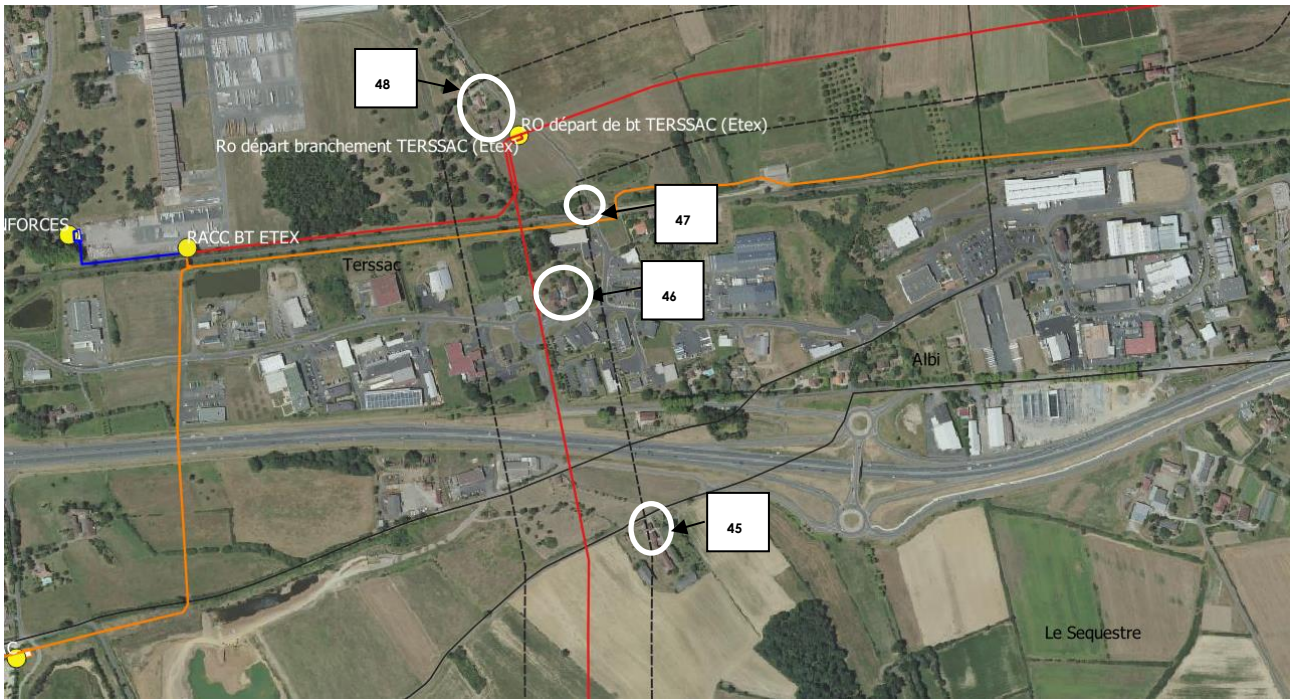 48
RO départ de bt TERSSAC (Etex)
Ro départ branchement TERSSAC (Etex)
47
NFORCES
RACC BT ETEX
Terssac
46
Albi
45
Le Sequestre